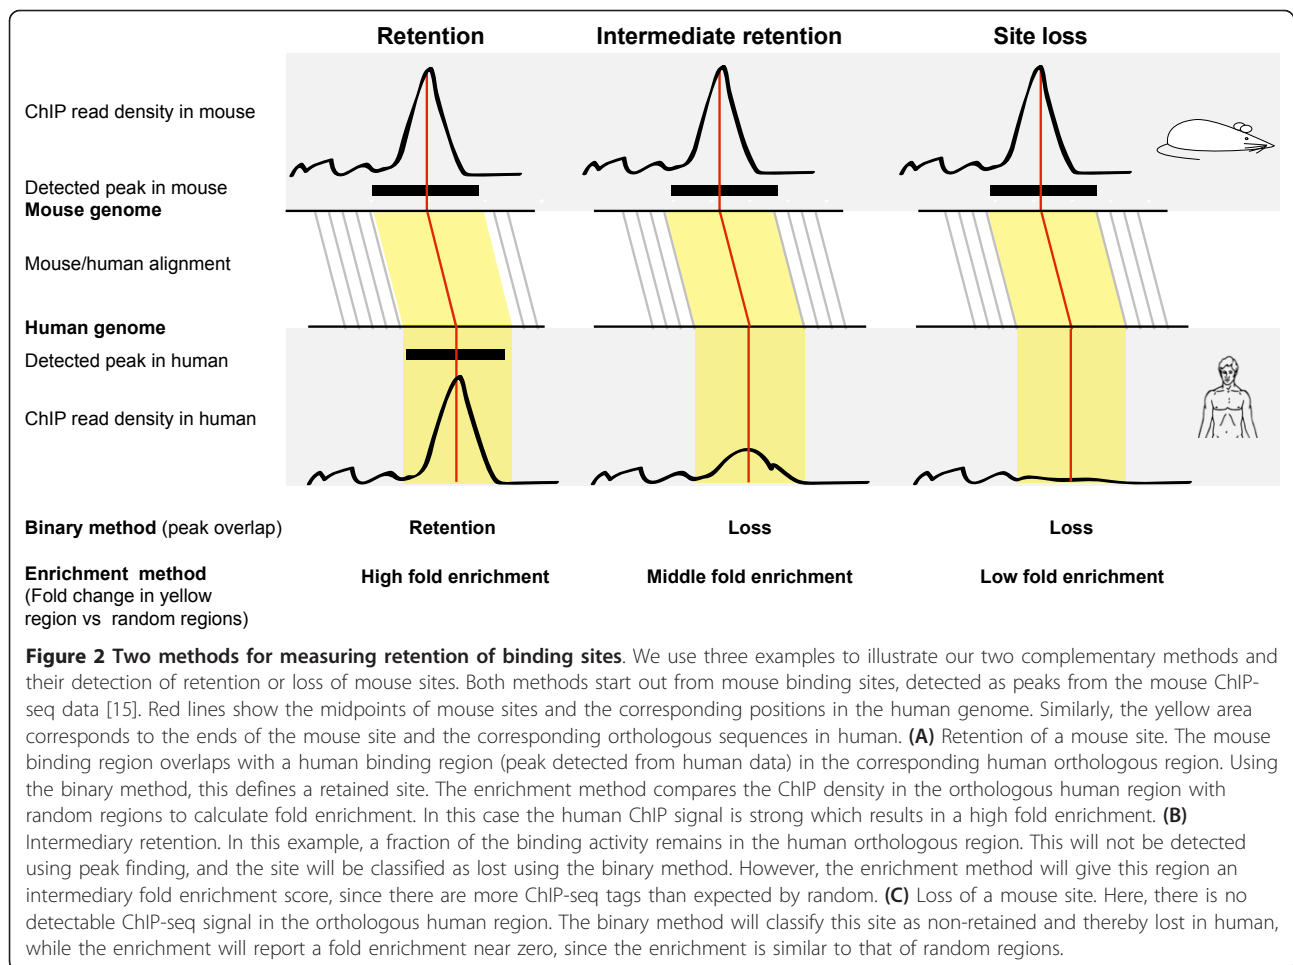 Retention Intermediate retention Site loss
ChIP read density in mouse
Detected peak in mouse
Mouse genome
Mouse/human alignment
Human genome
Detected peak in human
ChIP read density in human
Binary method (peak overlap) Retention Loss Loss
Enrichment method High fold enrichment Middle fold enrichment Low fold enrichment
(Fold change in yellow
region vs random regions)
Figure 2 Two methods for measuring retention of binding sites. We use three examples to illustrate our two complementary methods and
their detection of retention or loss of mouse sites. Both methods start out from mouse binding sites, detected as peaks from the mouse ChIP-
seq data [15]. Red lines show the midpoints of mouse sites and the corresponding positions in the human genome. Similarly, the yellow area
corresponds to the ends of the mouse site and the corresponding orthologous sequences in human. (A) Retention of a mouse site. The mouse
binding region overlaps with a human binding region (peak detected from human data) in the corresponding human orthologous region. Using
the binary method, this defines a retained site. The enrichment method compares the ChIP density in the orthologous human region with
random regions to calculate fold enrichment. In this case the human ChIP signal is strong which results in a high fold enrichment. (B)
Intermediary retention. In this example, a fraction of the binding activity remains in the human orthologous region. This will not be detected
using peak finding, and the site will be classified as lost using the binary method. However, the enrichment method will give this region an
intermediary fold enrichment score, since there are more ChIP-seq tags than expected by random. (C) Loss of a mouse site. Here, there is no
detectable ChIP-seq signal in the orthologous human region. The binary method will classify this site as non-retained and thereby lost in human,
while the enrichment will report a fold enrichment near zero, since the enrichment is similar to that of random regions.